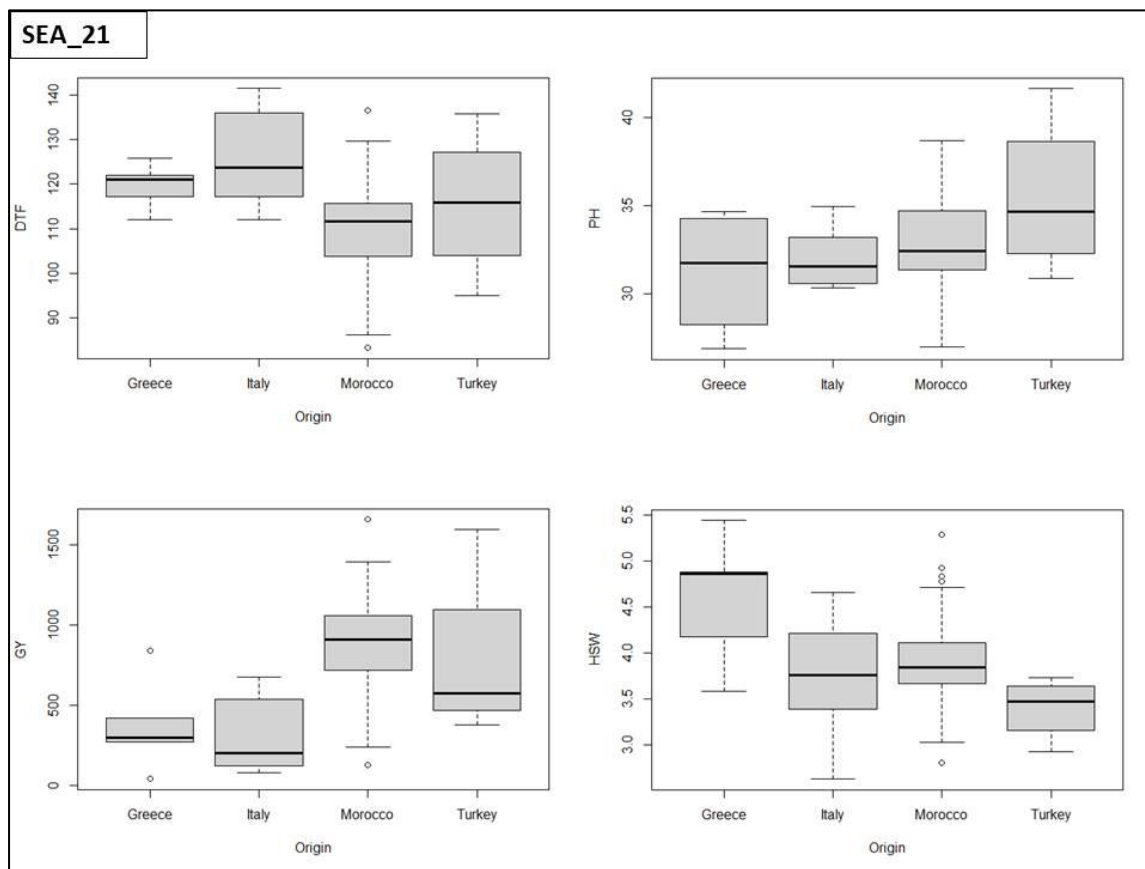 SEA_21
DTF
140
130
120
110
100
90
Greece Italy Morocco Turkey
Origin
PH
40
35
30
Greece Italy Morocco Turkey
Origin
GY
1500
1000
500
0
Greece Italy Morocco Turkey
Origin
HSW
5.5
5.0
4.5
4.0
3.5
3.0
Greece Italy Morocco Turkey
Origin